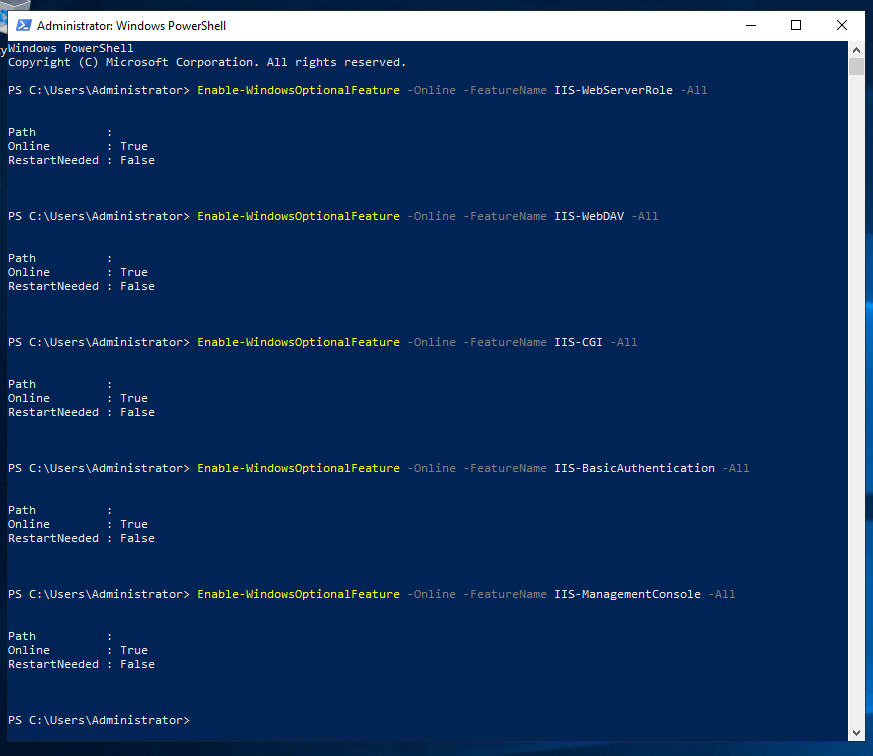 Administrator: Windows PowerShell
Windows PowerShell
Copyright (C) Microsoft Corporation. All rights reserved.
PS C:\Users\Administrator> Enable-WindowsOptionalFeature -Online -FeatureName IIS-WebServerRole -All
Path          :
Online        : True
RestartNeeded : False
PS C:\Users\Administrator> Enable-WindowsOptionalFeature -Online -FeatureName IIS-WebDAV -All
Path          :
Online        : True
RestartNeeded : False
PS C:\Users\Administrator> Enable-WindowsOptionalFeature -Online -FeatureName IIS-CGI -All
Path          :
Online        : True
RestartNeeded : False
PS C:\Users\Administrator> Enable-WindowsOptionalFeature -Online -FeatureName IIS-BasicAuthentication -All
Path          :
Online        : True
RestartNeeded : False
PS C:\Users\Administrator> Enable-WindowsOptionalFeature -Online -FeatureName IIS-ManagementConsole -All
Path          :
Online        : True
RestartNeeded : False
PS C:\Users\Administrator>